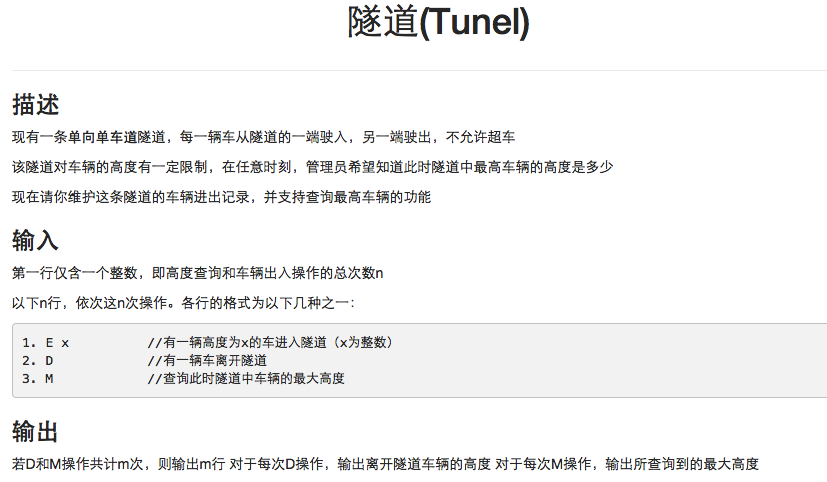 隧道(Tunel)
描述
现有一条单向单车道隧道，每一辆车从隧道的一端驶入，另一端驶出，不允许超车
该隧道对车辆的高度有一定限制，在任意时刻，管理员希望知道此时隧道中最高车辆的高度是多少
现在请你维护这条隧道的车辆进出记录，并支持查询最高车辆的功能
输入
第一行仅含一个整数，即高度查询和车辆出入操作的总次数n
以下n行，依次这n次操作。各行的格式为以下几种之一：
1. E x //有一辆高度为x的车进入隧道（x为整数）
2. D //有一辆车离开隧道
3. M //查询此时隧道中车辆的最大高度
输出
若D和M操作共计m次，则输出m行 对于每次D操作，输出离开隧道车辆的高度 对于每次M操作，输出所查询到的最大高度